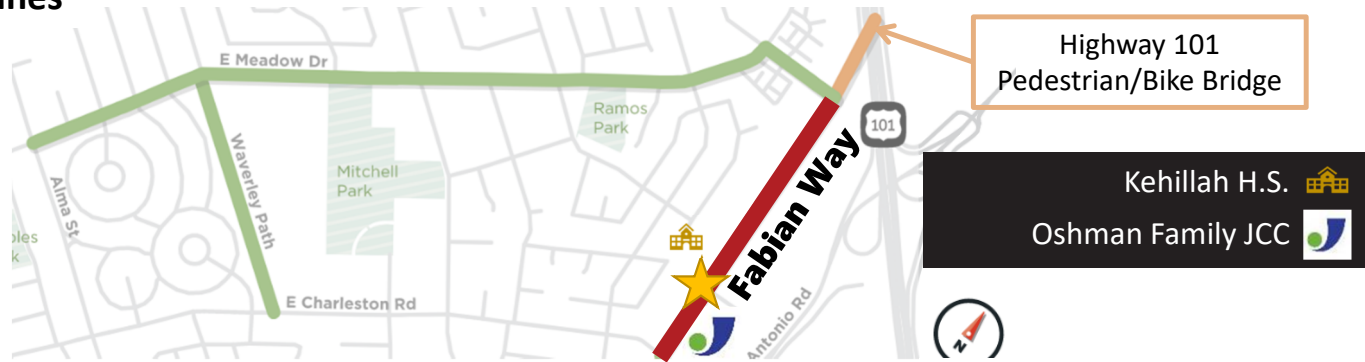 E Meadow Dr
Highway 101
Pedestrian/Bike Bridge
Ramos
Park
101
Waverley Path
Mitchell
Park
Alma St
Fabian Way
Kehillah H.S.
Oshman Family JCC
E Charleston Rd
Antonio Rd
N